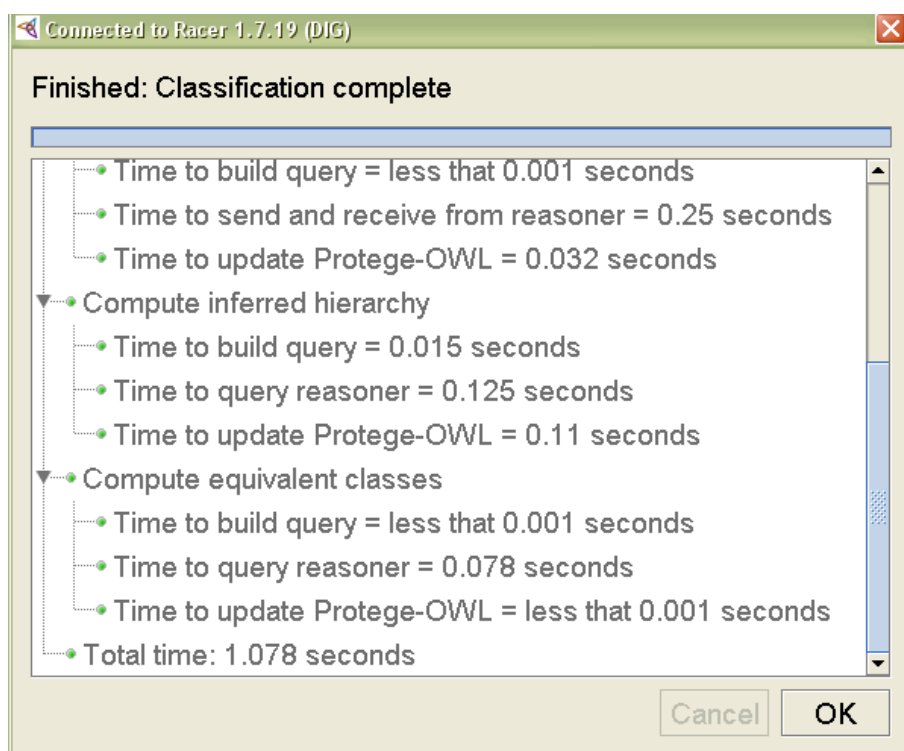 Connected to Racer 1.7.19 (DIG)
Finished: Classification complete
Time to build query = less that 0.001 seconds
Time to send and receive from reasoner = 0.25 seconds
Time to update Protege-OWL = 0.032 seconds
Compute inferred hierarchy
Time to build query = 0.015 seconds
Time to query reasoner = 0.125 seconds
Time to update Protege-OWL = 0.11 seconds
Compute equivalent classes
Time to build query = less that 0.001 seconds
Time to query reasoner = 0.078 seconds
Time to update Protege-OWL = less that 0.001 seconds
Total time: 1.078 seconds
Cancel OK